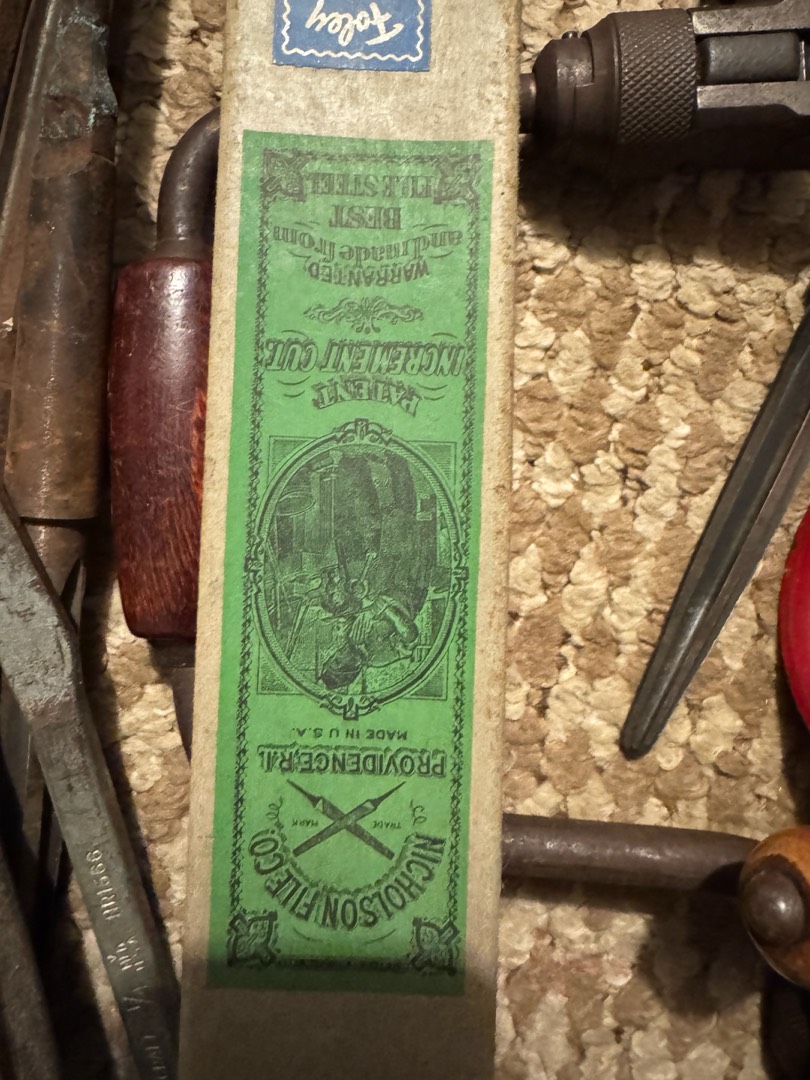 NICHOLSON FILE CO.
TRADE MARK
PROVIDENCE, R.I.
MADE IN U.S.A.
PATENT
INCREMENT CUT.
WARRANTED,
and made from
BEST
FILE STEEL
Foley